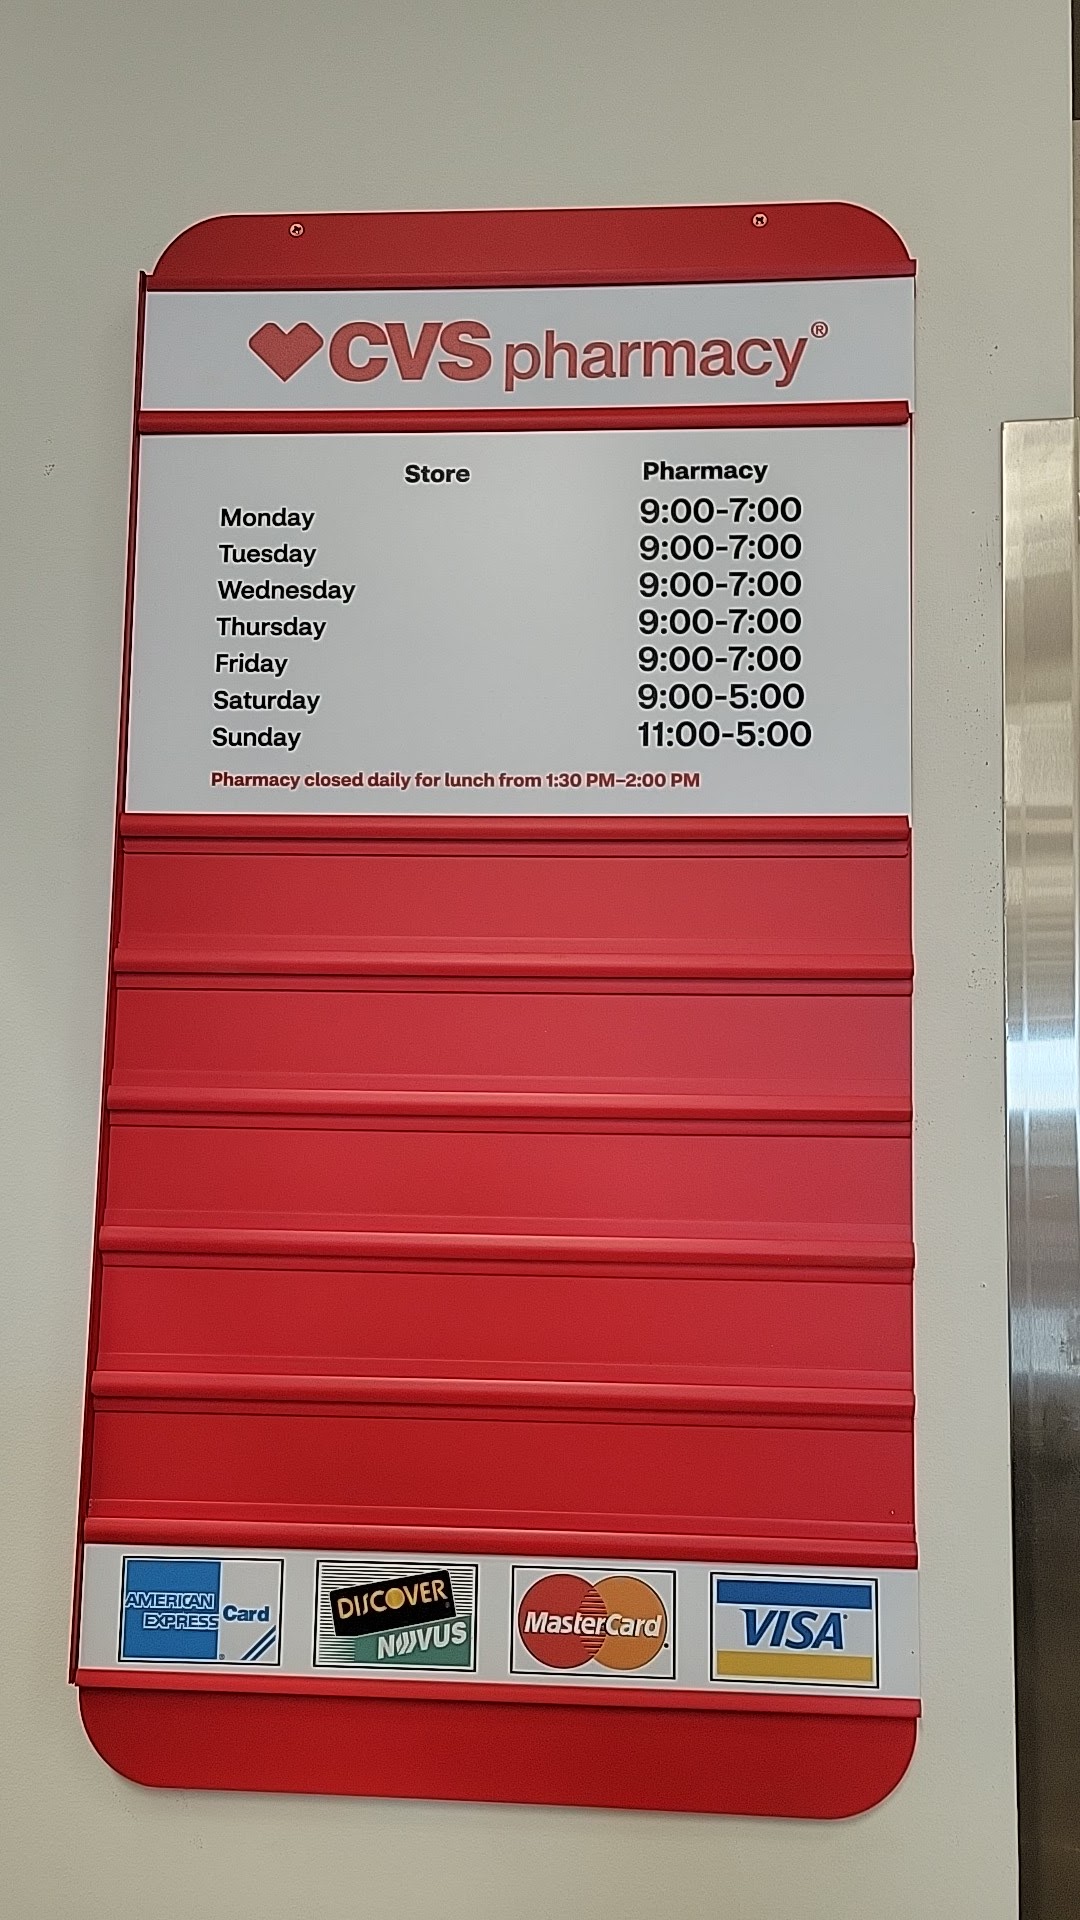 CVS pharmacy®
Store Pharmacy
Monday 9:00-7:00
Tuesday 9:00-7:00
Wednesday 9:00-7:00
Thursday 9:00-7:00
Friday 9:00-7:00
Saturday 9:00-5:00
Sunday 11:00-5:00
Pharmacy closed daily for lunch from 1:30 PM–2:00 PM
AMERICAN EXPRESS® Card
DISCOVER®
NOVUS
MasterCard
VISA®